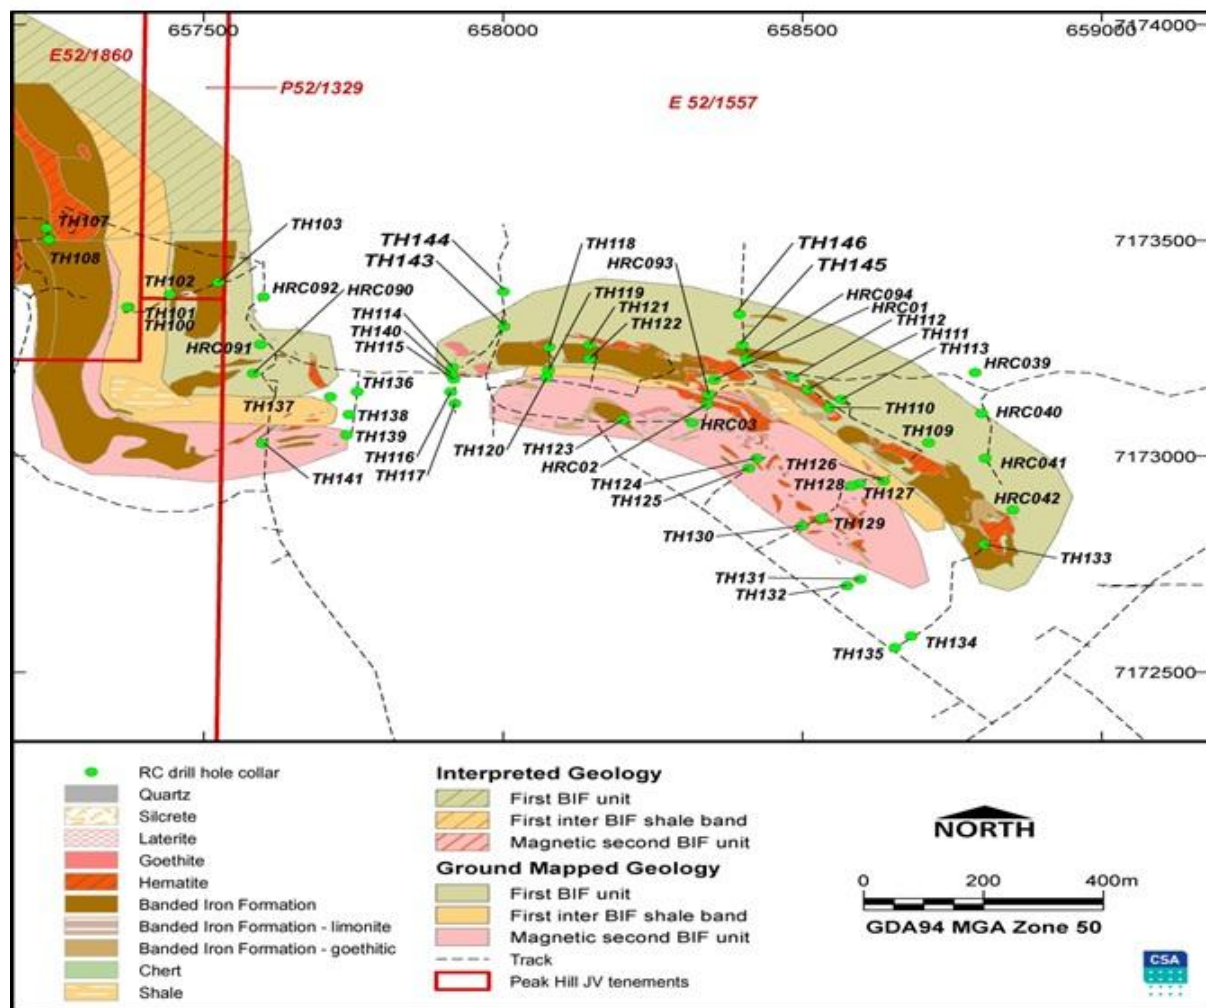 657500 658000 658500 659000 7174000
E52/1860
P52/1329
E 52/1557
TH107
TH103
TH108
TH144
TH118
TH146
7173500
TH143
HRC093
TH145
TH102
HRC092
HRC090
TH119
HRC094
TH101
TH100
TH114
TH121
HRC01
TH140
TH122
TH112
HRC091
TH115
TH111
TH113
HRC039
TH136
TH137
TH138
TH110
HRC040
TH139
TH116
TH120
TH123
HRC03
TH109
TH141
TH117
HRC02
TH126
HRC041
7173000
TH124
TH128
TH127
TH125
HRC042
TH130
TH129
TH133
TH131
TH132
TH134
TH135
7172500
RC drill hole collar
Quartz
Silcrete
Laterite
Goethite
Hematite
Banded Iron Formation
Banded Iron Formation - limonite
Banded Iron Formation - goethitic
Chert
Shale
Interpreted Geology
First BIF unit
First inter BIF shale band
Magnetic second BIF unit
Ground Mapped Geology
First BIF unit
First inter BIF shale band
Magnetic second BIF unit
Track
Peak Hill JV tenements
NORTH
0 200 400m
GDA94 MGA Zone 50
CSA